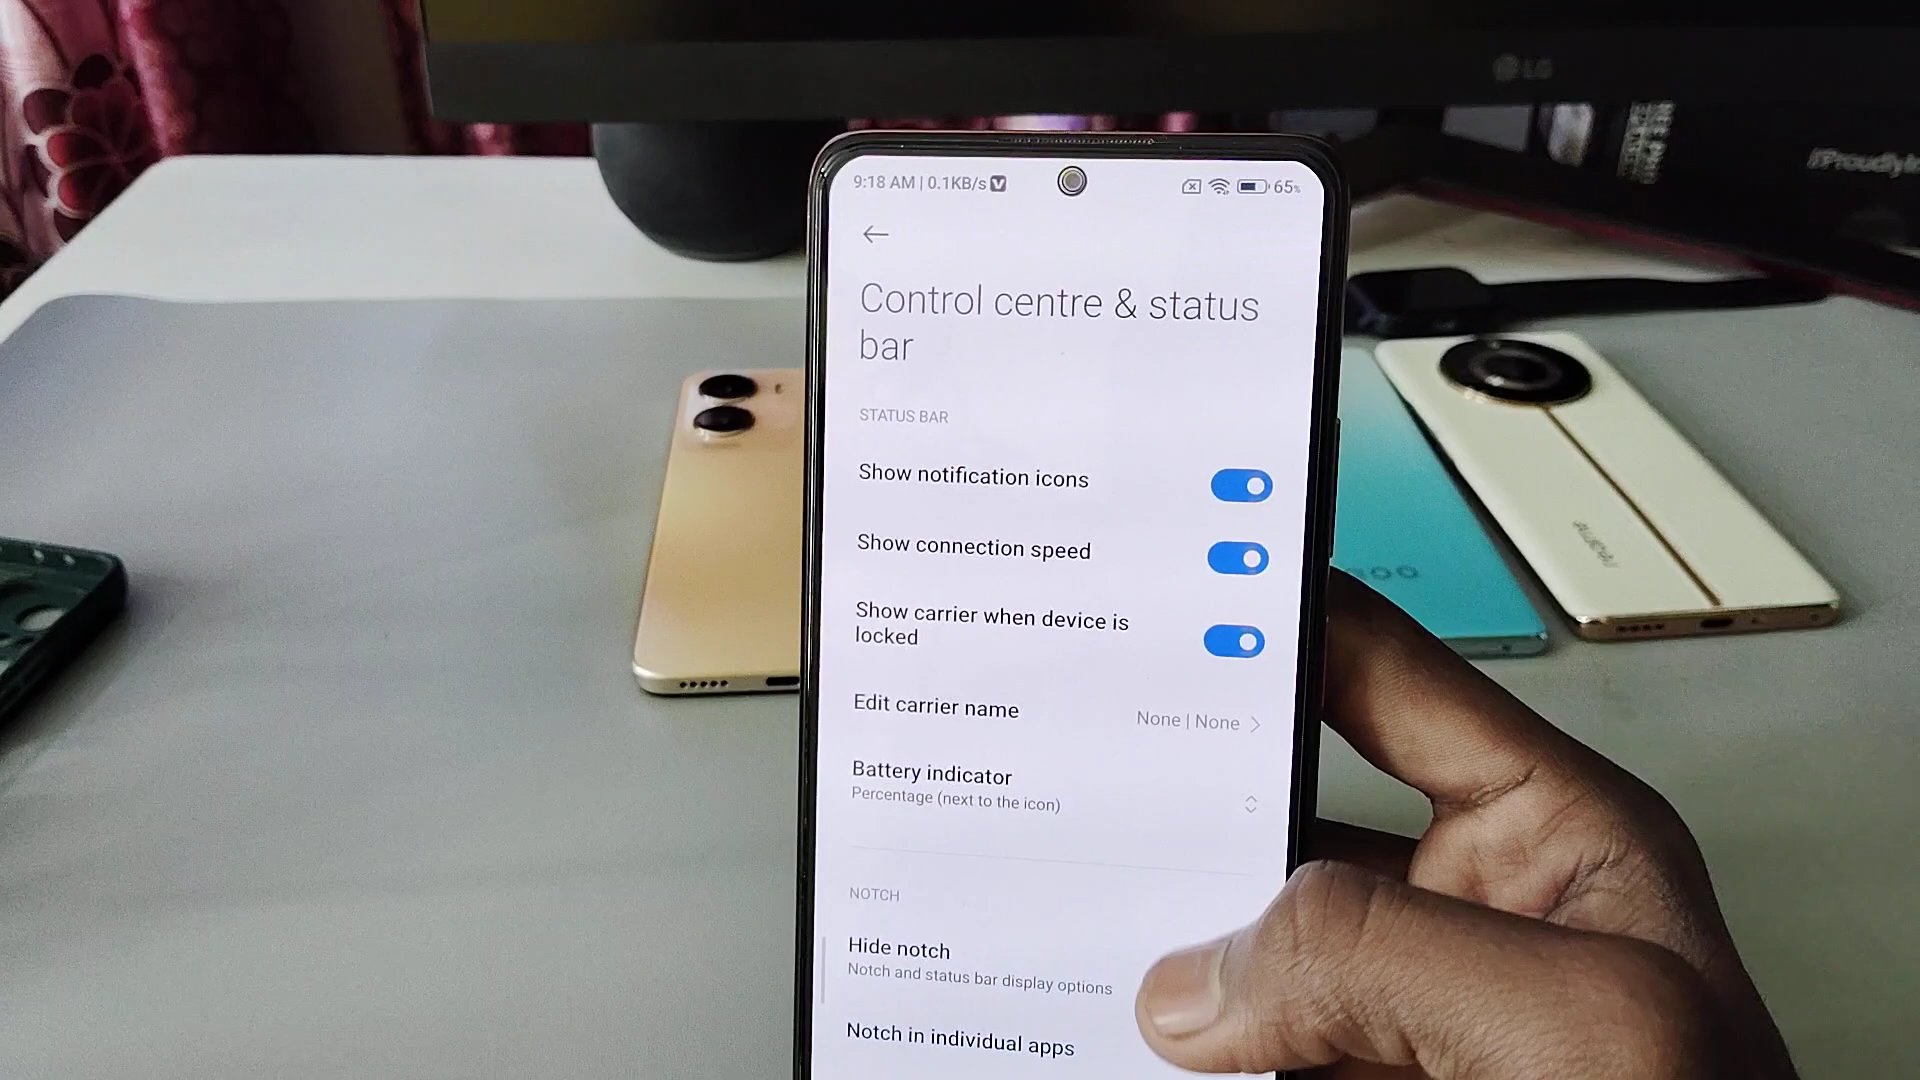 LG
9:18 AM | 0.1KB/s
65%
Control centre & status
bar
STATUS BAR
Show notification icons
Show connection speed
Show carrier when device is
locked
Edit carrier name
None | None
Battery indicator
Percentage (next to the icon)
NOTCH
Hide notch
Notch and status bar display options
Notch in individual apps
realme